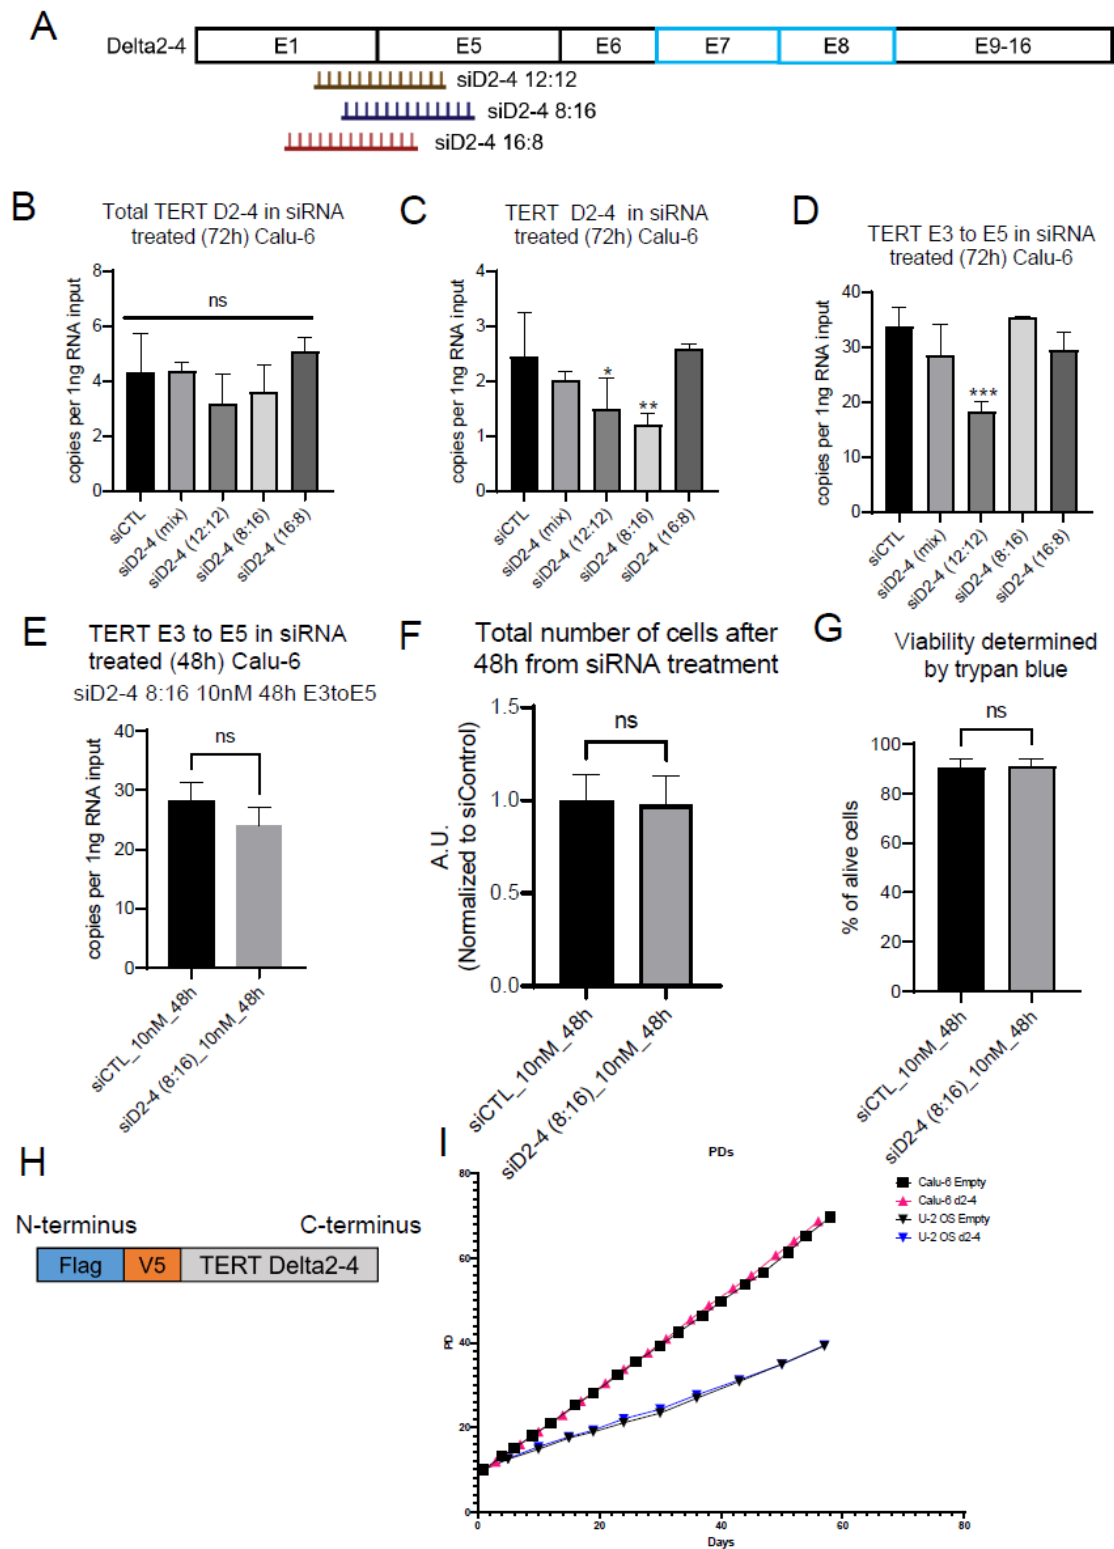 A
Delta2-4 E1 E5 E6 E7 E8 E9-16
siD2-4 12:12
siD2-4 8:16
siD2-4 16:8
B
Total TERT D2-4 in siRNA
treated (72h) Calu-6
copies per 1ng RNA input
8
6
4
2
0
ns
siCTL
siD2-4 (mix)
siD2-4 (12:12)
siD2-4 (8:16)
siD2-4 (16:8)
C
TERT D2-4 in siRNA
treated (72h) Calu-6
copies per 1ng RNA input
4
3
2
1
0
*
**
siCTL
siD2-4 (mix)
siD2-4 (12:12)
siD2-4 (8:16)
siD2-4 (16:8)
D
TERT E3 to E5 in siRNA
treated (72h) Calu-6
copies per 1ng RNA input
40
30
20
10
0
***
siCTL
siD2-4 (mix)
siD2-4 (12:12)
siD2-4 (8:16)
siD2-4 (16:8)
E
TERT E3 to E5 in siRNA
treated (48h) Calu-6
siD2-4 8:16 10nM 48h E3toE5
copies per 1ng RNA input
40
30
20
10
0
ns
siCTL_10nM_48h
siD2-4 (8:16)_10nM_48h
F
Total number of cells after
48h from siRNA treatment
A.U.
(Normalized to siControl)
1.5
1.0
0.5
0.0
ns
siCTL_10nM_48h
siD2-4 (8:16)_10nM_48h
G
Viability determined
by trypan blue
% of alive cells
100
80
60
40
20
0
ns
siCTL_10nM_48h
siD2-4 (8:16)_10nM_48h
H
N-terminus C-terminus
Flag V5 TERT Delta2-4
I
PDs
PD
80
60
40
20
0
0 20 40 60 80
Days
Calu-6 Empty
Calu-6 d2-4
U-2 OS Empty
U-2 OS d2-4